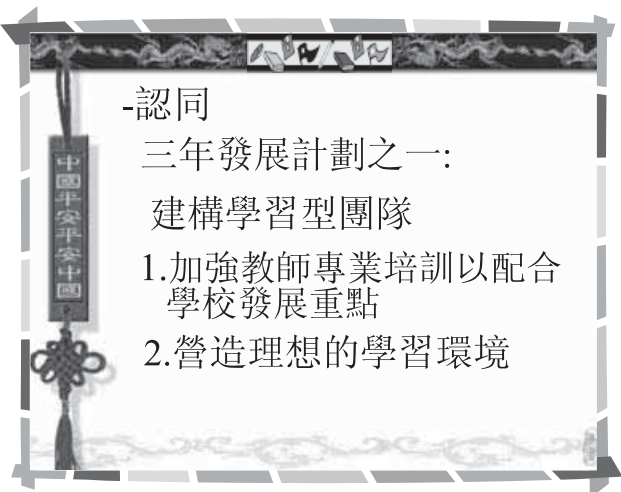 -認同
三年發展計劃之一:
建構學習型團隊
1.加強教師專業培訓以配合
學校發展重點
2.營造理想的學習環境
中國平安平安中國